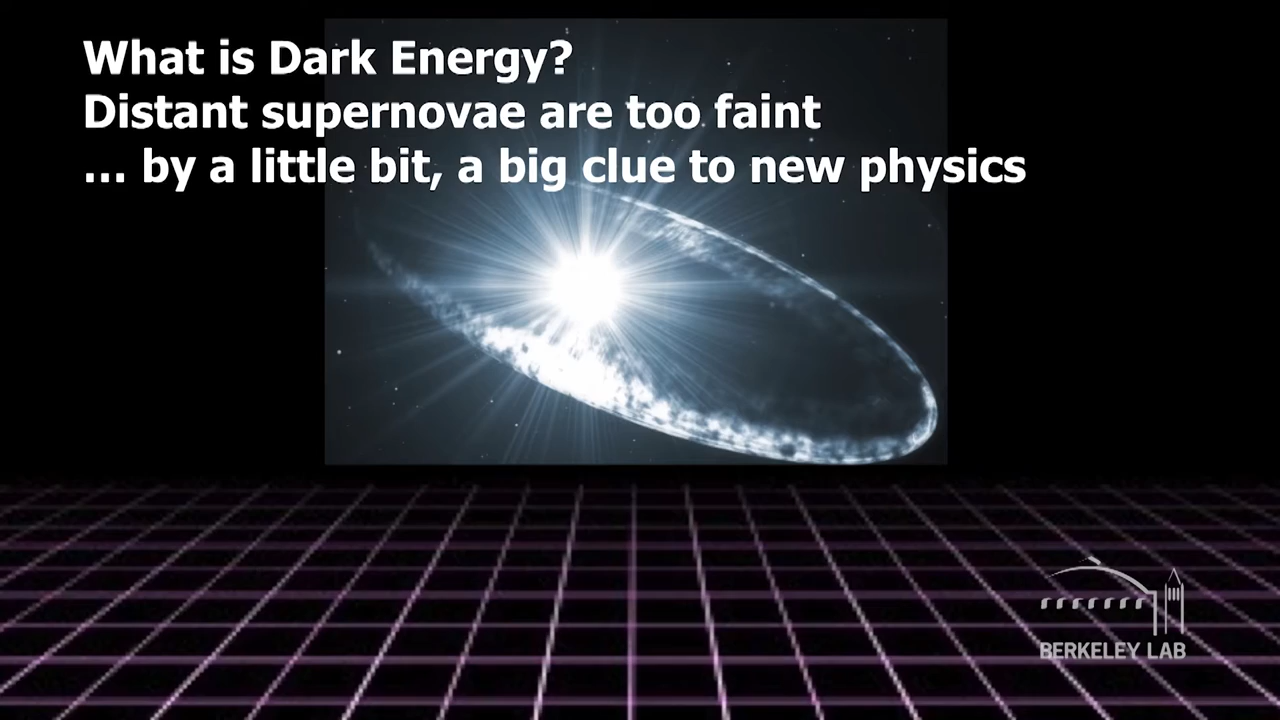 What is Dark Energy?
Distant supernovae are too faint
... by a little bit, a big clue to new physics
BERKELEY LAB